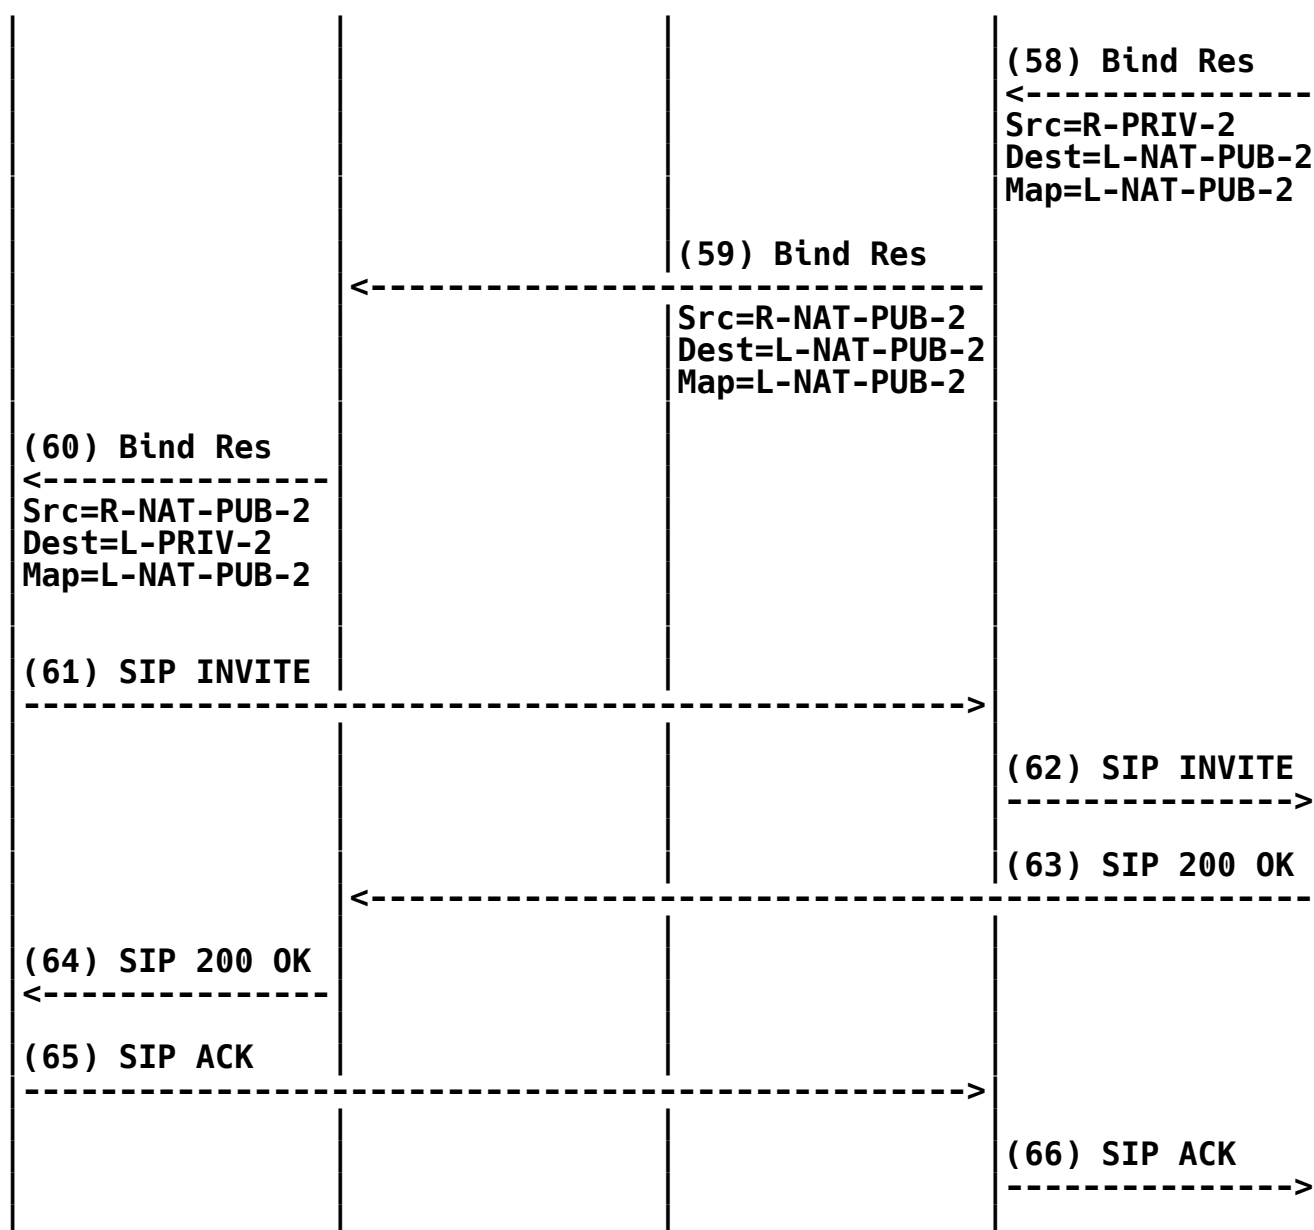 (58) Bind Res
<---------------
Src=R-PRIV-2
Dest=L-NAT-PUB-2
Map=L-NAT-PUB-2
(59) Bind Res
<--------------------------------
Src=R-NAT-PUB-2
Dest=L-NAT-PUB-2
Map=L-NAT-PUB-2
(60) Bind Res
<---------------
Src=R-NAT-PUB-2
Dest=L-PRIV-2
Map=L-NAT-PUB-2
(61) SIP INVITE
------------------------------------------------->
(62) SIP INVITE
--------------->
(63) SIP 200 OK
<-------------------------------------------------
(64) SIP 200 OK
<---------------
(65) SIP ACK
------------------------------------------------->
(66) SIP ACK
--------------->